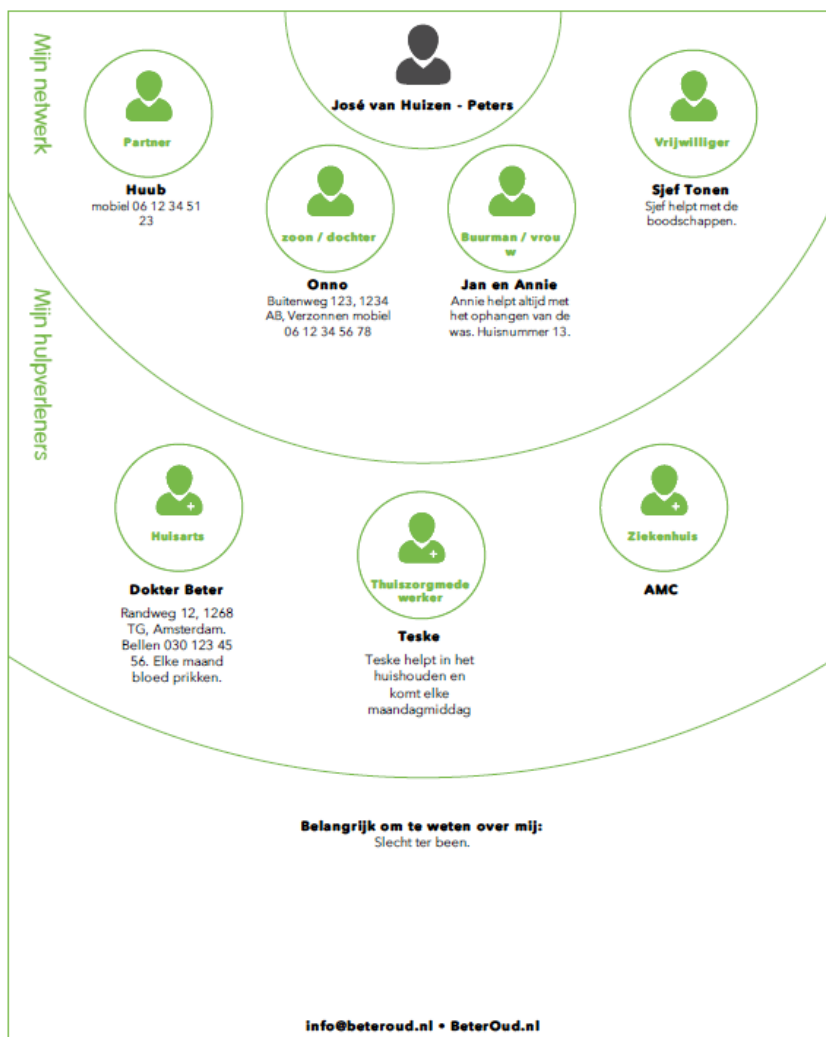 Mijn netwerk
José van Huizen - Peters
Partner
Huub
mobiel 06 12 34 51
23
zoon / dochter
Onno
Buitenweg 123, 1234
AB, Verzonnen mobiel
06 12 34 56 78
Buurman / vrou
w
Jan en Annie
Annie helpt altijd met
het ophangen van de
was. Huisnummer 13.
Vrijwilliger
Sjef Tonen
Sjef helpt met de
boodschappen.
Mijn hulpverleners
Huisarts
Dokter Beter
Randweg 12, 1268
TG, Amsterdam.
Bellen 030 123 45
56. Elke maand
bloed prikken.
Thuiszorgmede
werker
Teske
Teske helpt in het
huishouden en
komt elke
maandagmiddag
Ziekenhuis
AMC
Belangrijk om te weten over mij:
Slecht ter been.
info@beteroud.nl • BeterOud.nl